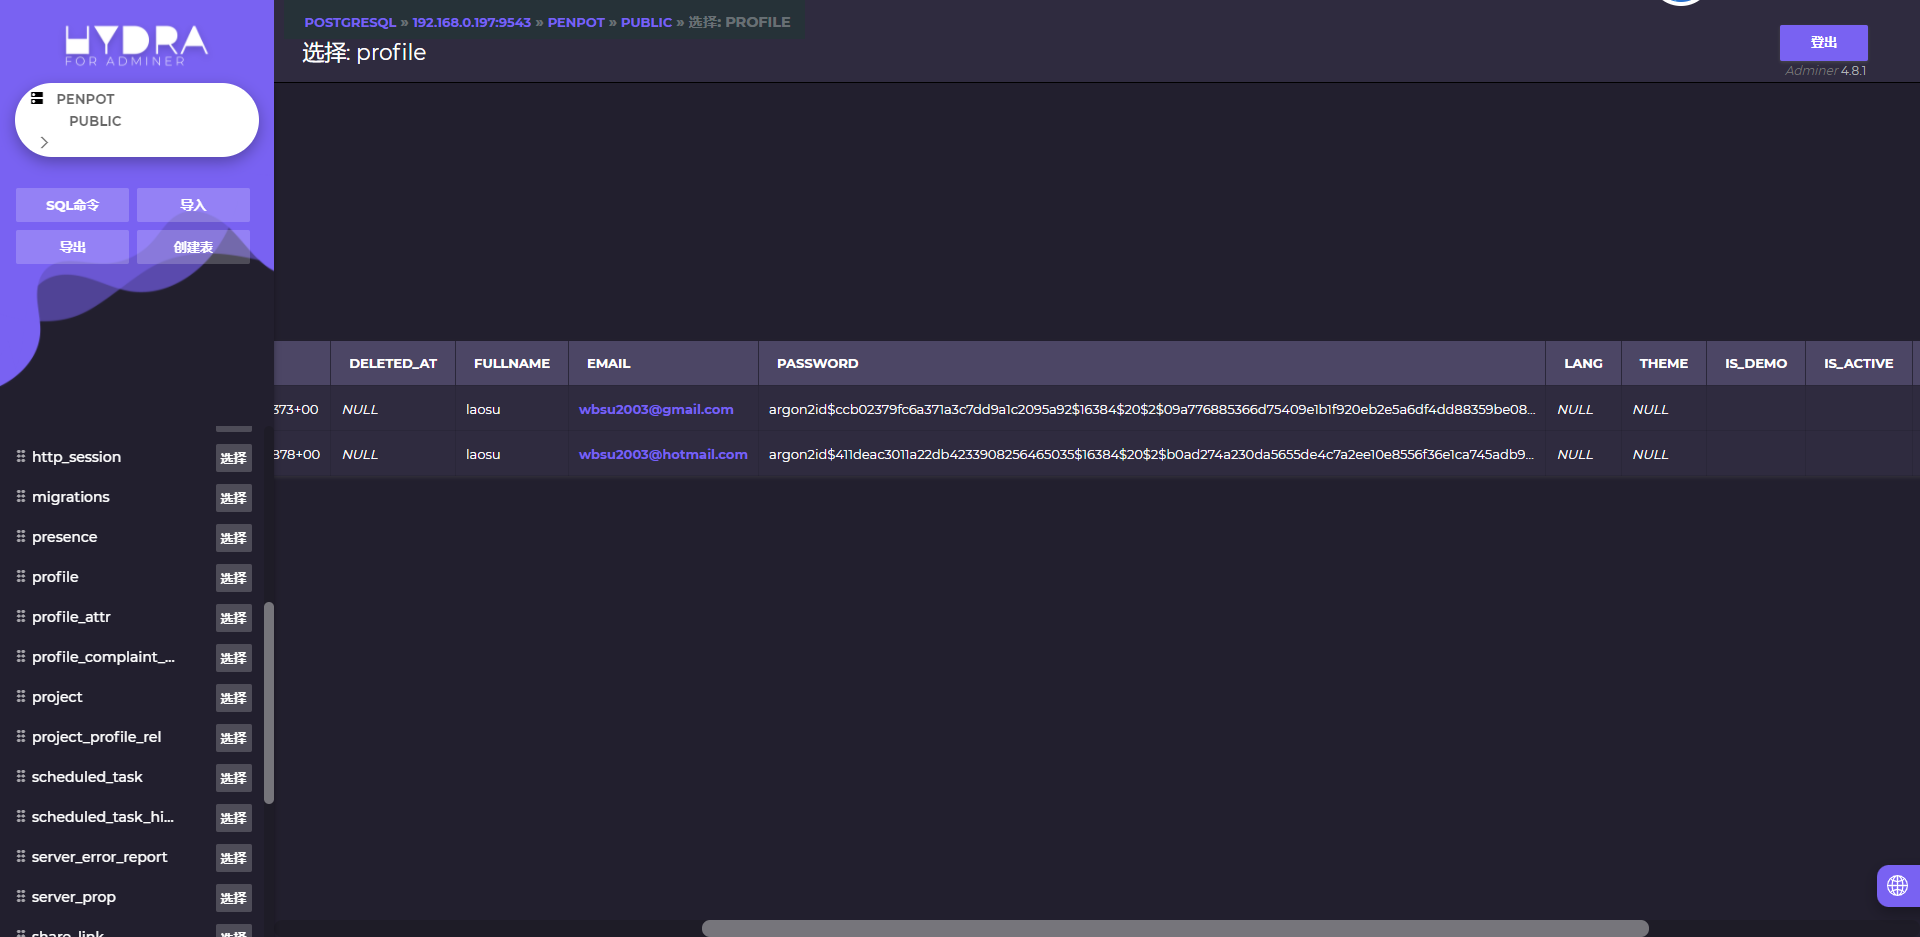 HYDRA
FOR ADMINER
PENPOT
PUBLIC
SQL命令 导入
导出 创建表
http_session 选择
migrations 选择
presence 选择
profile 选择
profile_attr 选择
profile_complaint_... 选择
project 选择
project_profile_rel 选择
scheduled_task 选择
scheduled_task_hi... 选择
server_error_report 选择
server_prop 选择
share_link 选择
POSTGRESQL » 192.168.0.197:9543 » PENPOT » PUBLIC » 选择: PROFILE
选择: profile
登出
Adminer 4.8.1
DELETED_AT FULLNAME EMAIL PASSWORD LANG THEME IS_DEMO IS_ACTIVE
373+00 NULL laosu wbsu2003@gmail.com argon2id$ccb02379fc6a371a3c7dd9a1c2095a92$16384$20$2$09a776885366d75409e1b1f920eb2e5a6df4dd88359be08... NULL NULL
878+00 NULL laosu wbsu2003@hotmail.com argon2id$411deac3011a22db4233908256465035$16384$20$2$b0ad274a230da5655de4c7a2ee10e8556f36e1ca745adb9... NULL NULL